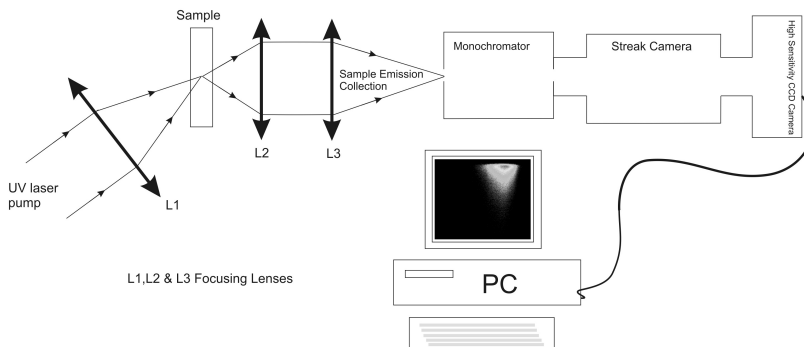 Sample
Monochromator
Streak Camera
High Sensitivity CCD Camera
Sample Emission
Collection
L2
L3
UV laser
pump
L1
L1,L2 & L3 Focusing Lenses
PC